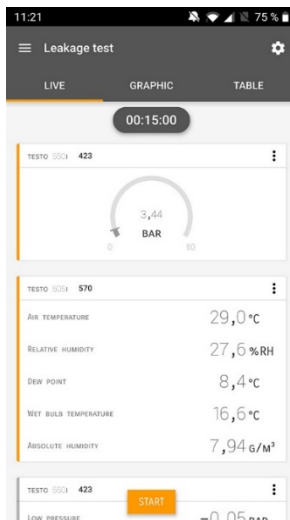 11:21 75 %
Leakage test
LIVE GRAPHIC TABLE
00:15:00
TESTO 550I 423
3,44
BAR
0 10
TESTO 605I 570
AIR TEMPERATURE 29,0 °C
RELATIVE HUMIDITY 27,6 %RH
DEW POINT 8,4 °C
WET BULB TEMPERATURE 16,6 °C
ABSOLUTE HUMIDITY 7,94 G/M³
TESTO 550I 423
START
LOW PRESSURE -0,05 BAR